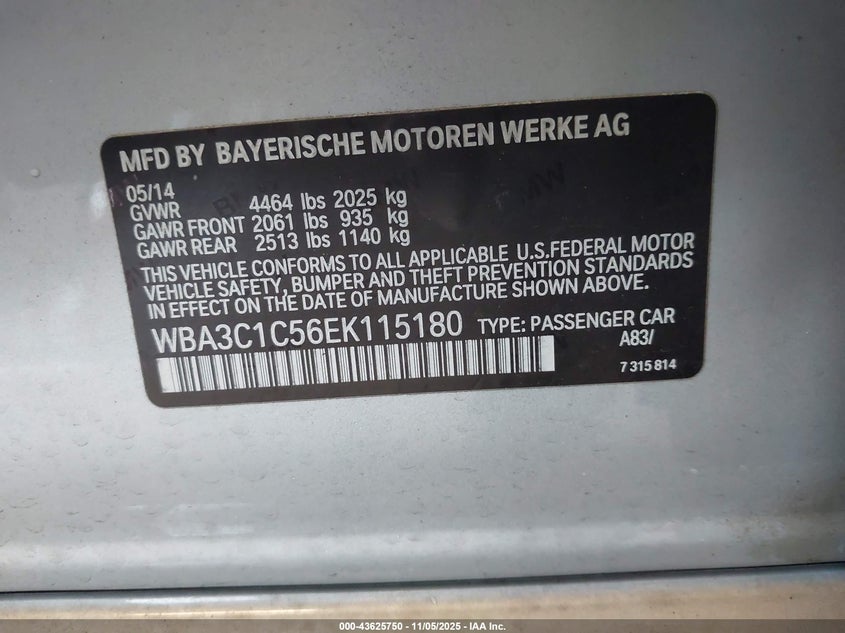 MFD BY BAYERISCHE MOTOREN WERKE AG
05/14
GVWR 4464 lbs 2025 kg
GAWR FRONT 2061 lbs 935 kg
GAWR REAR 2513 lbs 1140 kg
THIS VEHICLE CONFORMS TO ALL APPLICABLE U.S.FEDERAL MOTOR
VEHICLE SAFETY, BUMPER AND THEFT PREVENTION STANDARDS
IN EFFECT ON THE DATE OF MANUFACTURE SHOWN ABOVE.
WBA3C1C56EK115180 TYPE: PASSENGER CAR
A83/
7 315 814
000-43625750 - 11/05/2025 - IAA Inc.